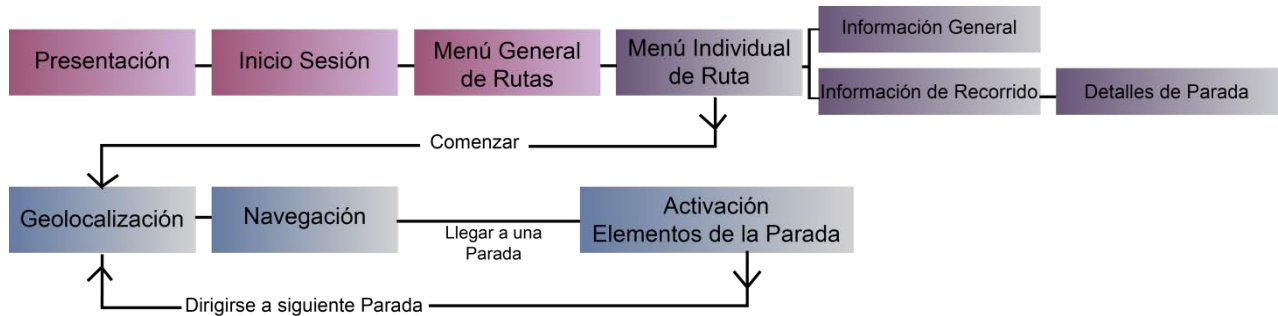 Presentación
Inicio Sesión
Menú General
de Rutas
Menú Individual
de Ruta
Información General
Información de Recorrido
Detalles de Parada
Comenzar
Geolocalización
Navegación
Llegar a una
Parada
Activación
Elementos de la Parada
Dirigirse a siguiente Parada